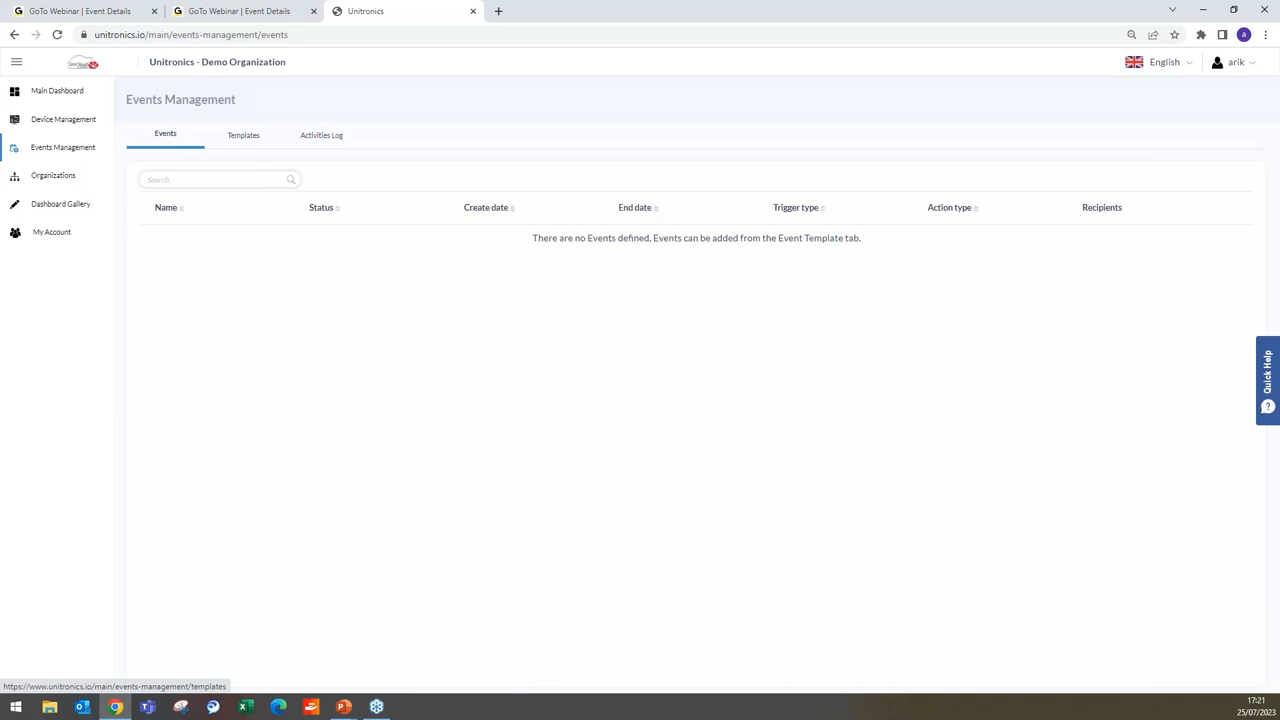 GoTo Webinar | Event Details
GoTo Webinar | Event Details
Unitronics
unitronics.io/main/events-management/events
a
Unitronics - Demo Organization
English
arik
Main Dashboard
Device Management
Events Management
Organizations
Dashboard Gallery
My Account
Events Management
Events
Templates
Activities Log
Search
Name
Status
Create date
End date
Trigger type
Action type
Recipients
There are no Events defined, Events can be added from the Event Template tab.
Quick Help
https://www.unitronics.io/main/events-management/templates
17:21
25/07/2023